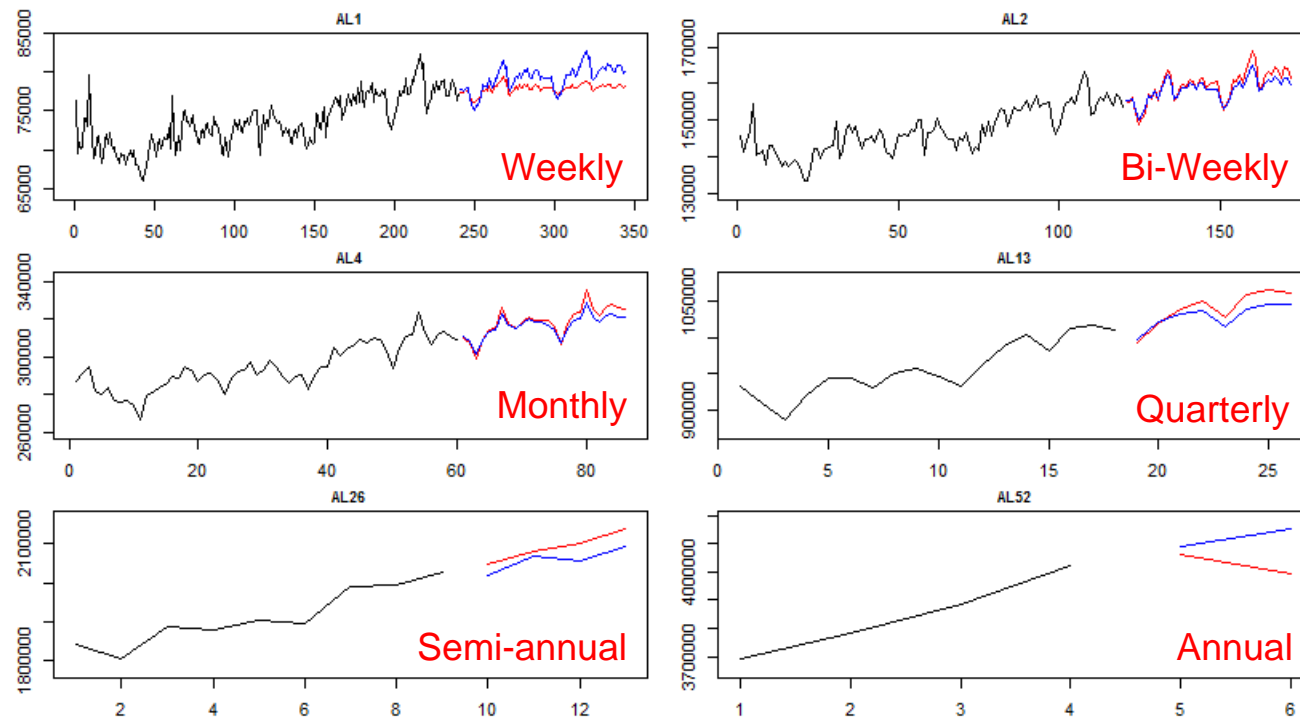 AL1
85000
75000
65000
Weekly
0 50 100 150 200 250 300 350
AL2
170000
150000
130000
Bi-Weekly
0 50 100 150
AL4
340000
300000
260000
Monthly
0 20 40 60 80
AL13
1050000
900000
Quarterly
0 5 10 15 20 25
AL26
2100000
1800000
Semi-annual
2 4 6 8 10 12
AL52
4000000
3700000
Annual
1 2 3 4 5 6